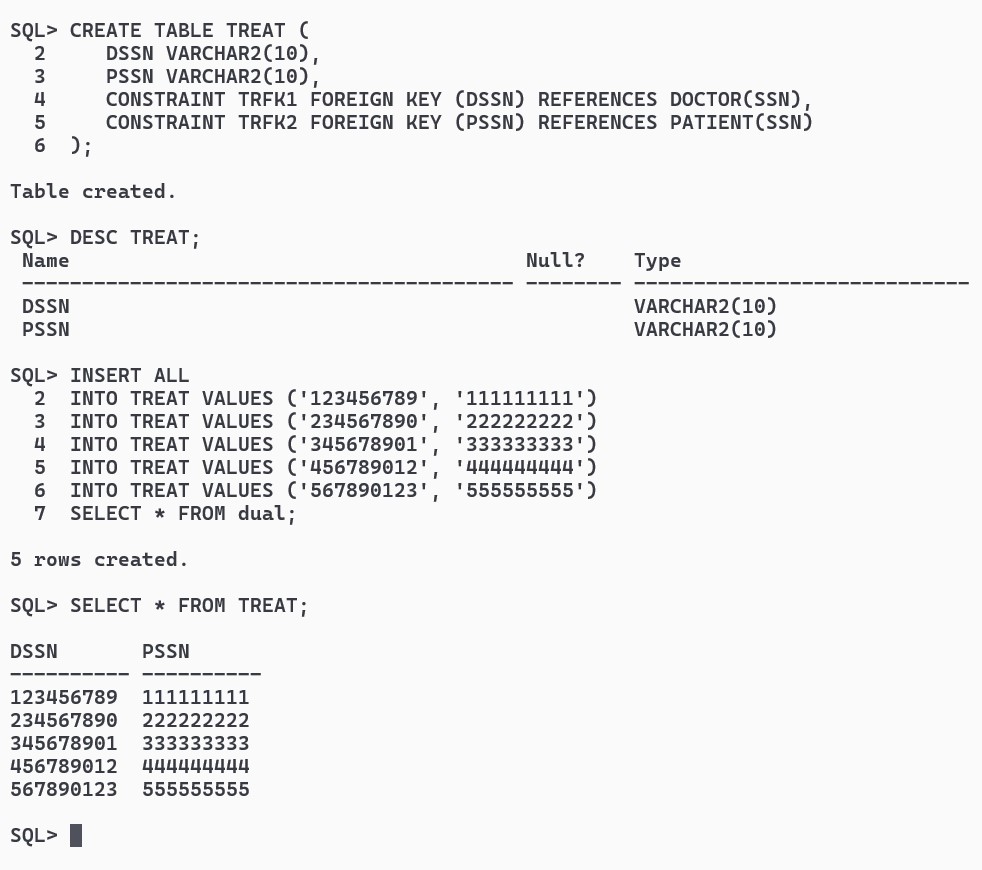 SQL> CREATE TABLE TREAT (
  2     DSSN VARCHAR2(10),
  3     PSSN VARCHAR2(10),
  4     CONSTRAINT TRFK1 FOREIGN KEY (DSSN) REFERENCES DOCTOR(SSN),
  5     CONSTRAINT TRFK2 FOREIGN KEY (PSSN) REFERENCES PATIENT(SSN)
  6  );
Table created.
SQL> DESC TREAT;
 Name                                      Null?    Type
 ----------------------------------------- -------- ----------------------------
 DSSN                                               VARCHAR2(10)
 PSSN                                               VARCHAR2(10)
SQL> INSERT ALL
  2  INTO TREAT VALUES ('123456789', '111111111')
  3  INTO TREAT VALUES ('234567890', '222222222')
  4  INTO TREAT VALUES ('345678901', '333333333')
  5  INTO TREAT VALUES ('456789012', '444444444')
  6  INTO TREAT VALUES ('567890123', '555555555')
  7  SELECT * FROM dual;
5 rows created.
SQL> SELECT * FROM TREAT;
DSSN       PSSN
---------- ----------
123456789  111111111
234567890  222222222
345678901  333333333
456789012  444444444
567890123  555555555
SQL>